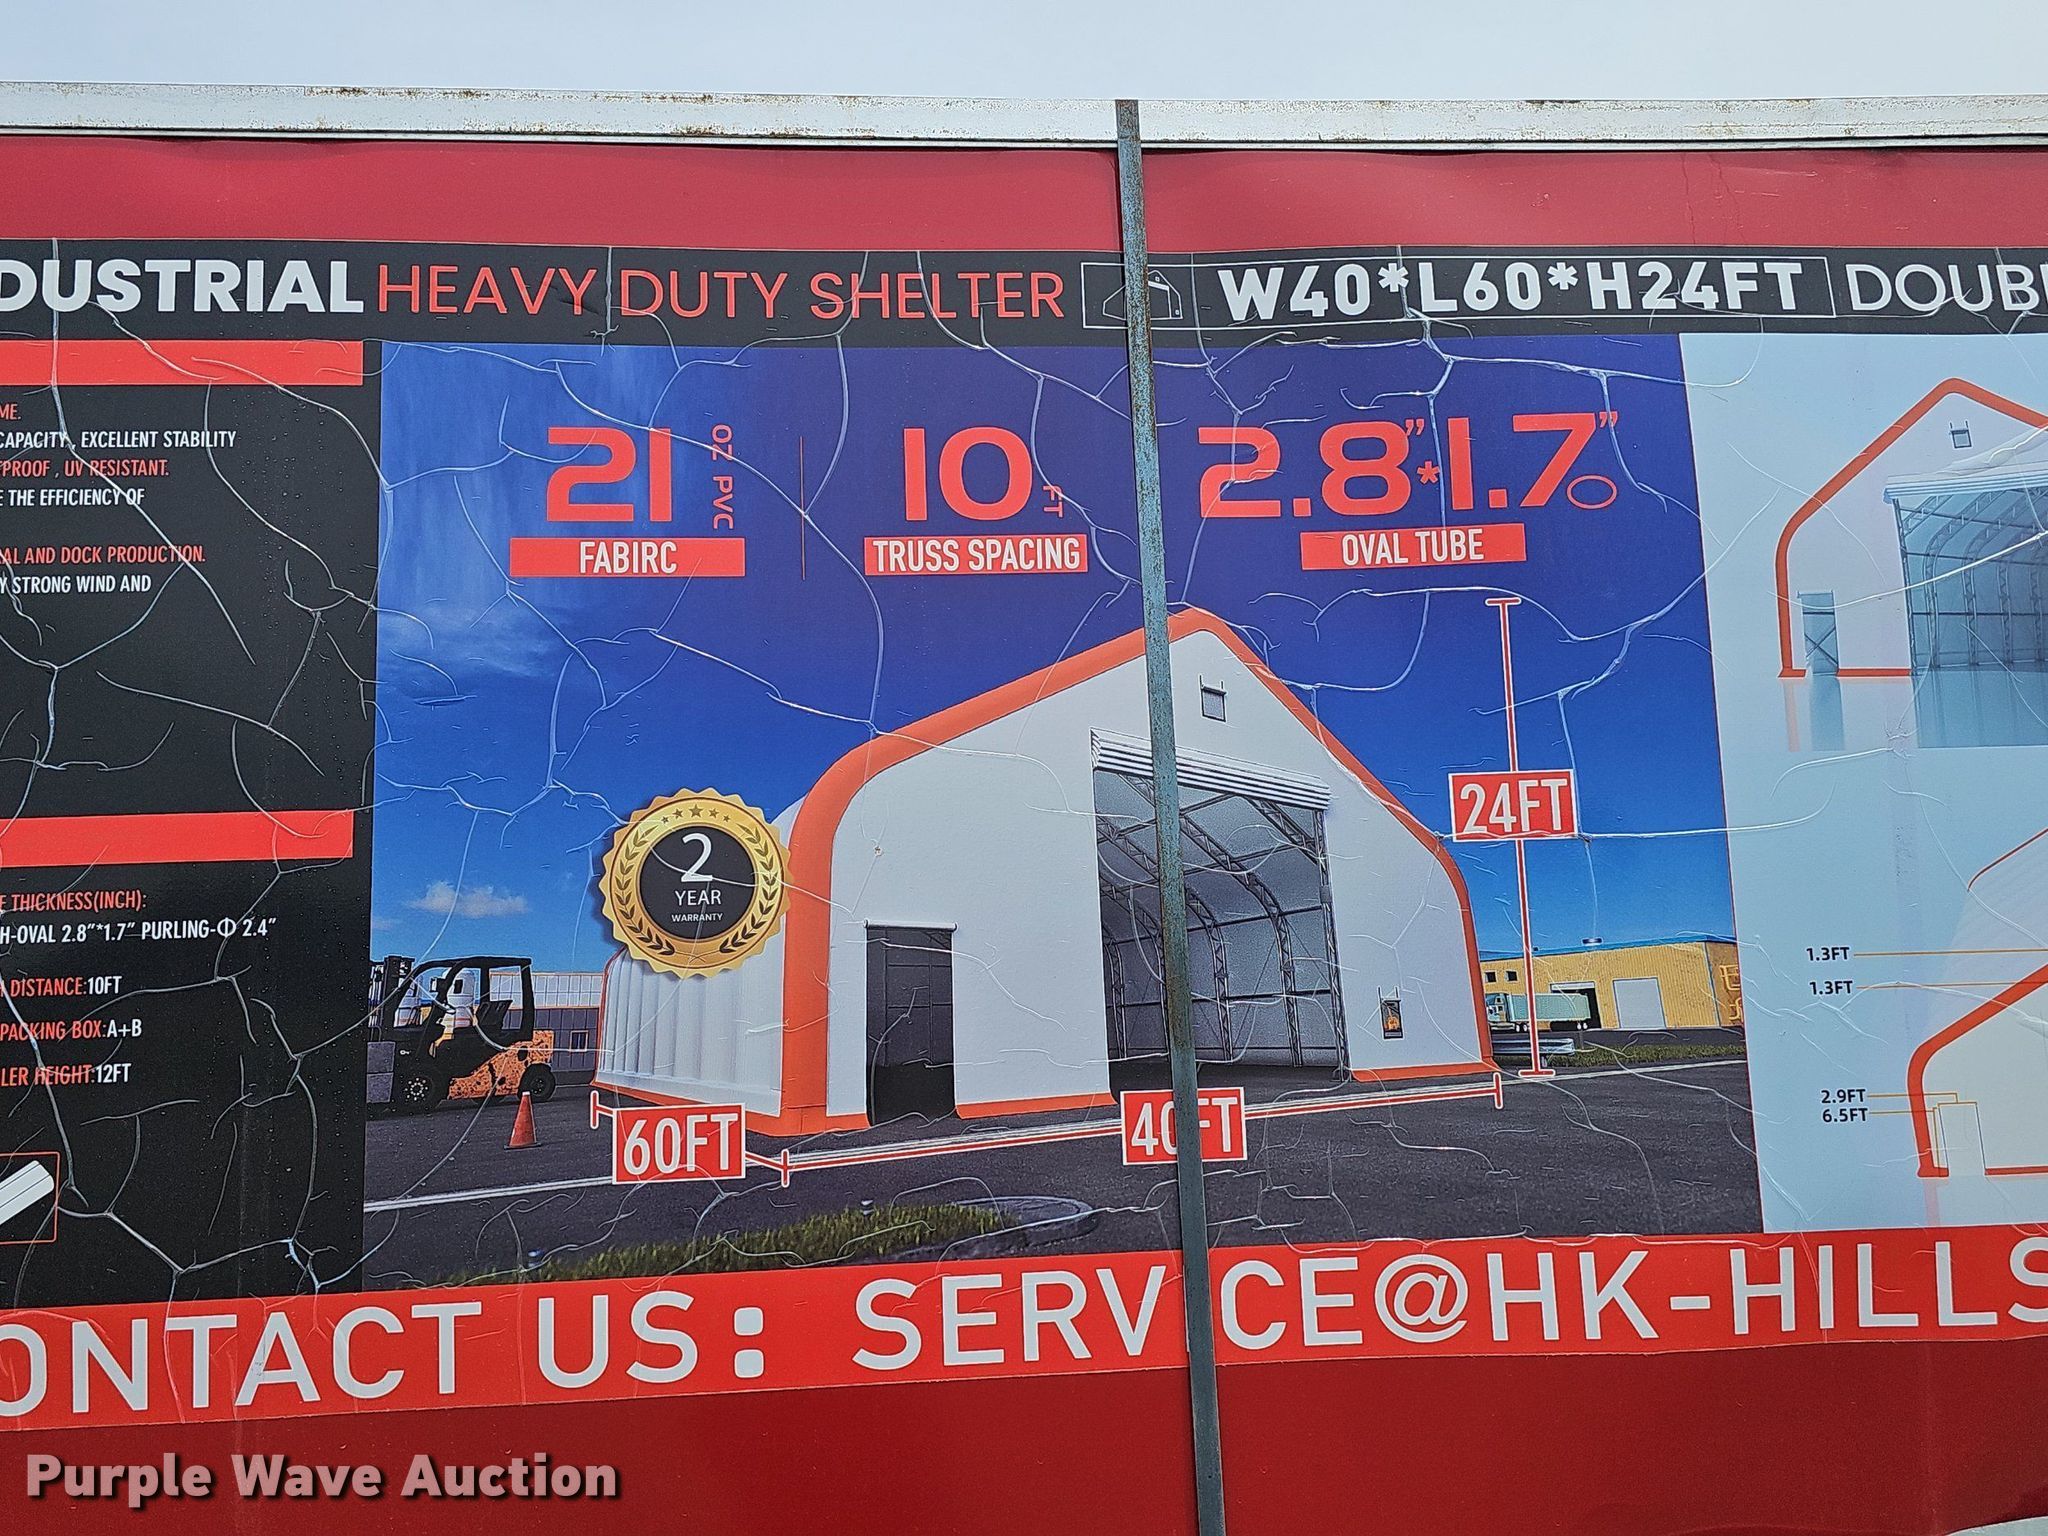 DUSTRIAL HEAVY DUTY SHELTER W40*L60*H24FT DOUB
ME.
CAPACITY, EXCELLENT STABILITY
PROOF, UV RESISTANT.
E THE EFFICIENCY OF
AL AND DOCK PRODUCTION.
Y STRONG WIND AND
THICKNESS(INCH):
H-OVAL 2.8"*1.7" PURLING-Φ 2.4"
DISTANCE:10FT
PACKING BOX:A+B
LER HEIGHT:12FT
21 OZ PVC
FABIRC
10 FT
TRUSS SPACING
2.8"*1.7"
OVAL TUBE
24FT
2
YEAR
WARRANTY
60FT
40FT
1.3FT
1.3FT
2.9FT
6.5FT
ONTACT US: SERVICE@HK-HILLS
Purple Wave Auction